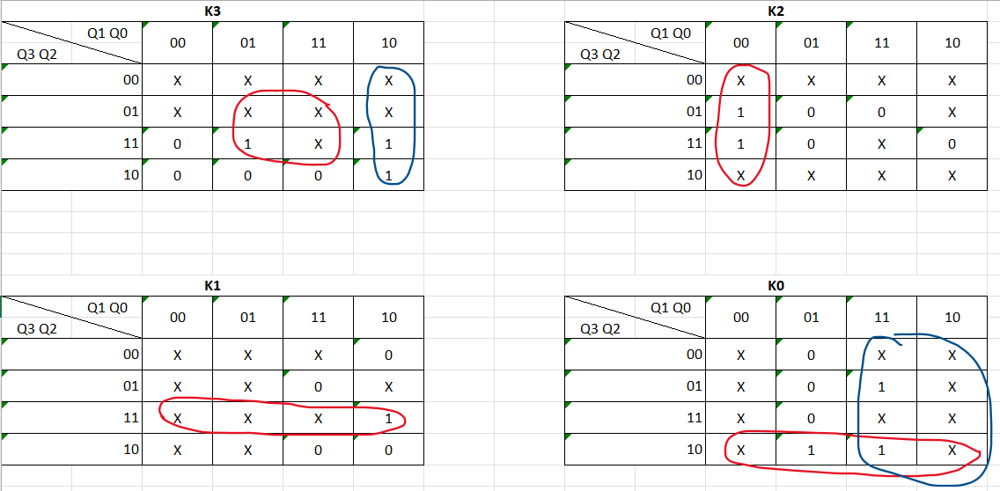 K3 K2
Q1 Q0 00 01 11 10 Q1 Q0 00 01 11 10
Q3 Q2 Q3 Q2
00 X X X X 00 X X X X
01 X X X X 01 1 0 0 X
11 0 1 X 1 11 1 0 X 0
10 0 0 0 1 10 X X X X
K1 K0
Q1 Q0 00 01 11 10 Q1 Q0 00 01 11 10
Q3 Q2 Q3 Q2
00 X X X 0 00 X 0 X X
01 X X 0 X 01 X 0 1 X
11 X X X 1 11 X 0 X X
10 X X 0 0 10 X 1 1 X